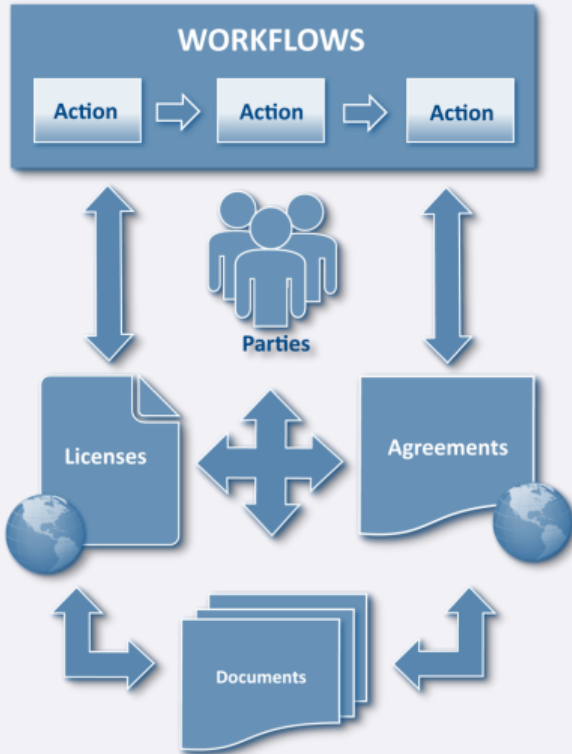 WORKFLOWS
Action
Action
Action
Parties
Licenses
Agreements
Documents